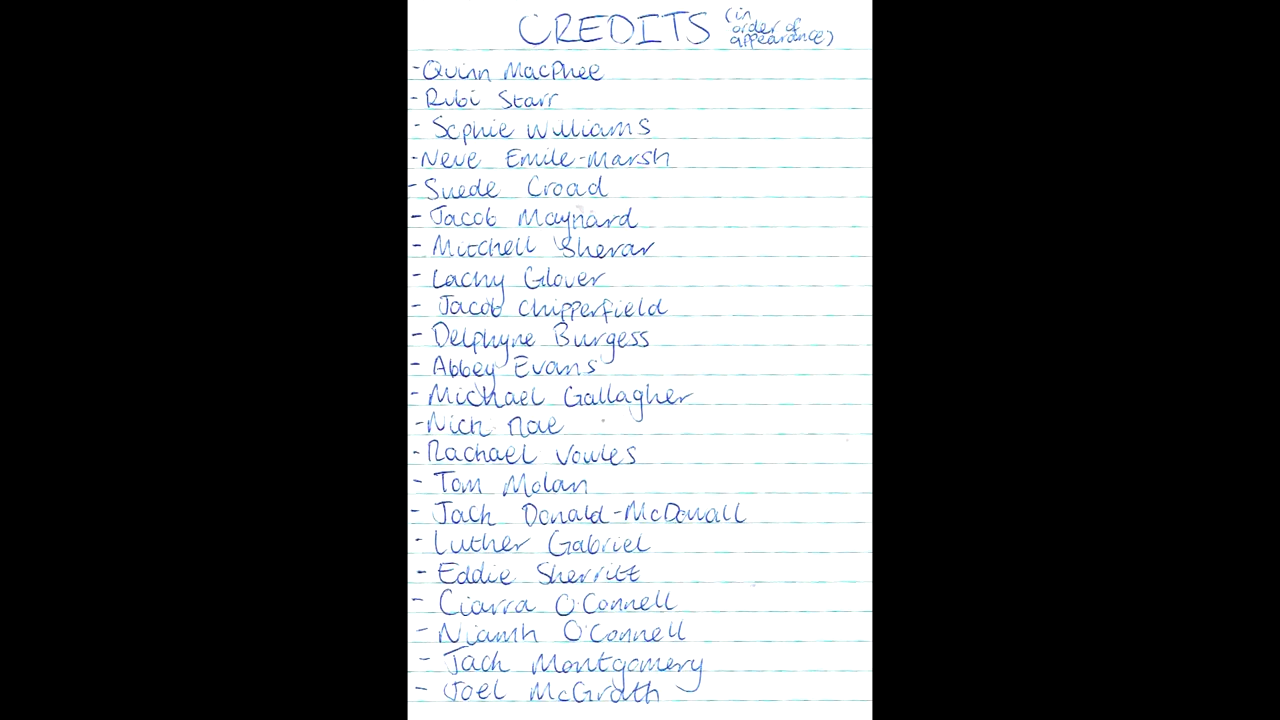 CREDITS (in order of appearance)
- Quinn MacPhee
- Rubi Starr
- Sophie Williams
- Neve Emile-Marsh
- Suede Croad
- Jacob Maynard
- Mitchell Sherar
- Lachy Glover
- Jacob Chipperfield
- Delphyne Burgess
- Abbey Evans
- Michael Gallagher
- Nick Rae
- Rachael Vowles
- Tom Molan
- Jack Donald-McDonall
- Luther Gabriel
- Eddie Sherritt
- Ciarra O'Connell
- Niamh O'Connell
- Jack Montgomery
- Joel McGrath